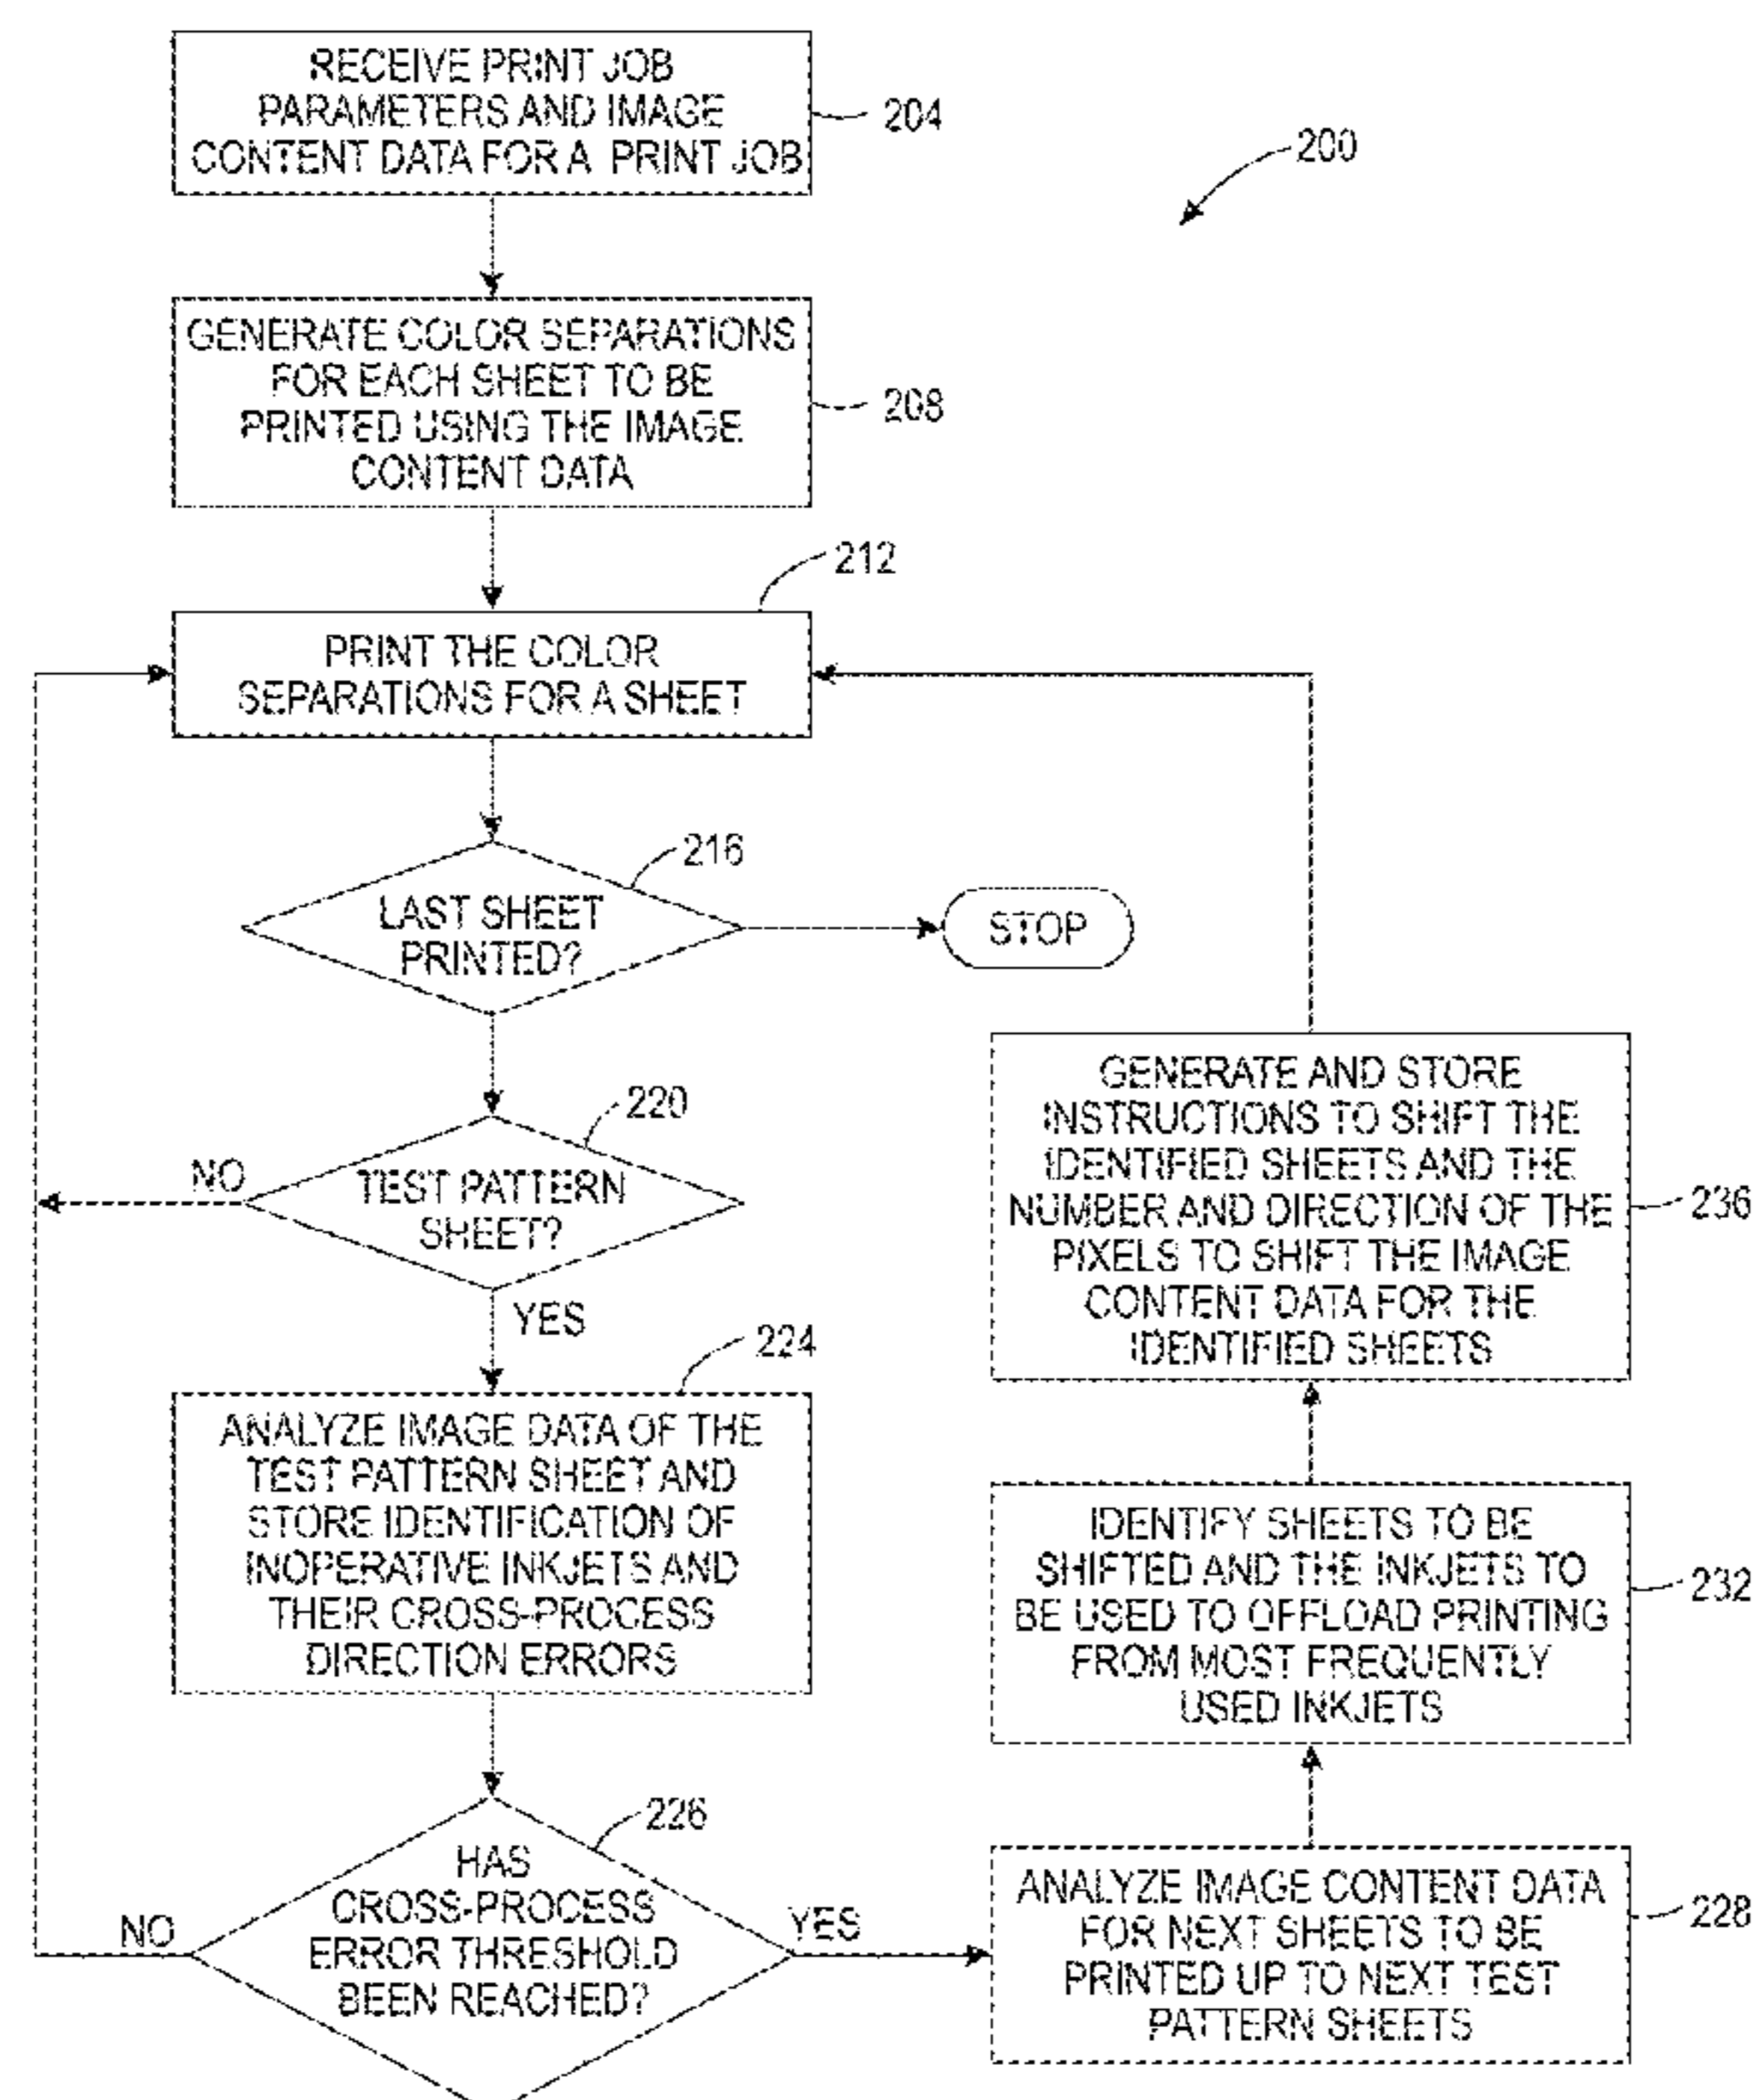 RECEIVE PRINT JOB
PARAMETERS AND IMAGE
CONTENT DATA FOR A PRINT JOB
204
200
GENERATE COLOR SEPARATIONS
FOR EACH SHEET TO BE
PRINTED USING THE IMAGE
CONTENT DATA
208
212
PRINT THE COLOR
SEPARATIONS FOR A SHEET
216
LAST SHEET
PRINTED?
STOP
220
NO
TEST PATTERN
SHEET?
YES
224
ANALYZE IMAGE DATA OF THE
TEST PATTERN SHEET AND
STORE IDENTIFICATION OF
INOPERATIVE INKJETS AND
THEIR CROSS-PROCESS
DIRECTION ERRORS
226
HAS
CROSS-PROCESS
ERROR THRESHOLD
BEEN REACHED?
NO
YES
ANALYZE IMAGE CONTENT DATA
FOR NEXT SHEETS TO BE
PRINTED UP TO NEXT TEST
PATTERN SHEETS
228
IDENTIFY SHEETS TO BE
SHIFTED AND THE INKJETS TO
BE USED TO OFFLOAD PRINTING
FROM MOST FREQUENTLY
USED INKJETS
232
GENERATE AND STORE
INSTRUCTIONS TO SHIFT THE
IDENTIFIED SHEETS AND THE
NUMBER AND DIRECTION OF THE
PIXELS TO SHIFT THE IMAGE
CONTENT DATA FOR THE
IDENTIFIED SHEETS
236